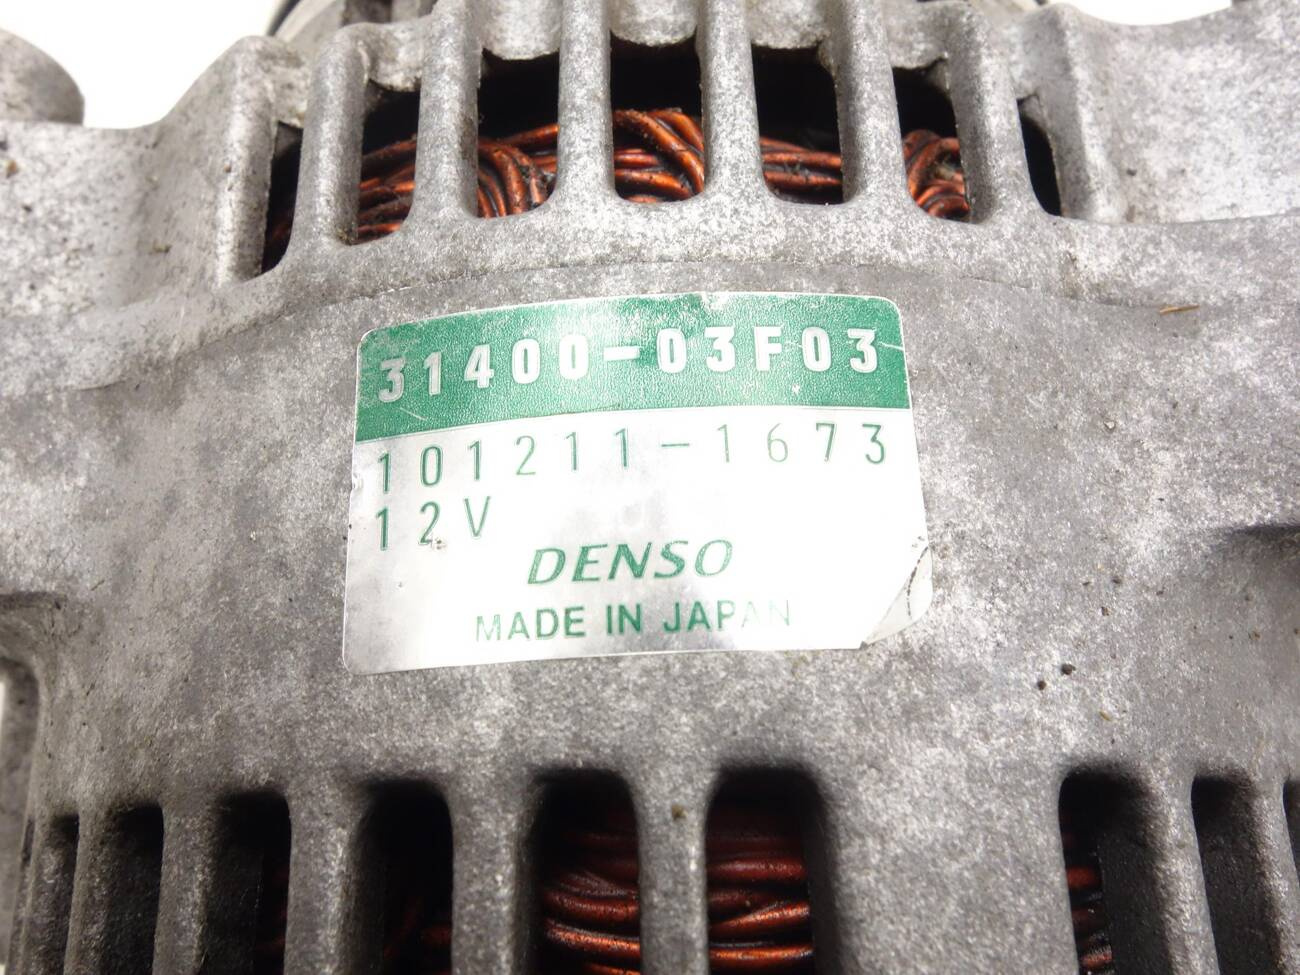 31400-03F03
101211-1673
12V
DENSO
MADE IN JAPAN